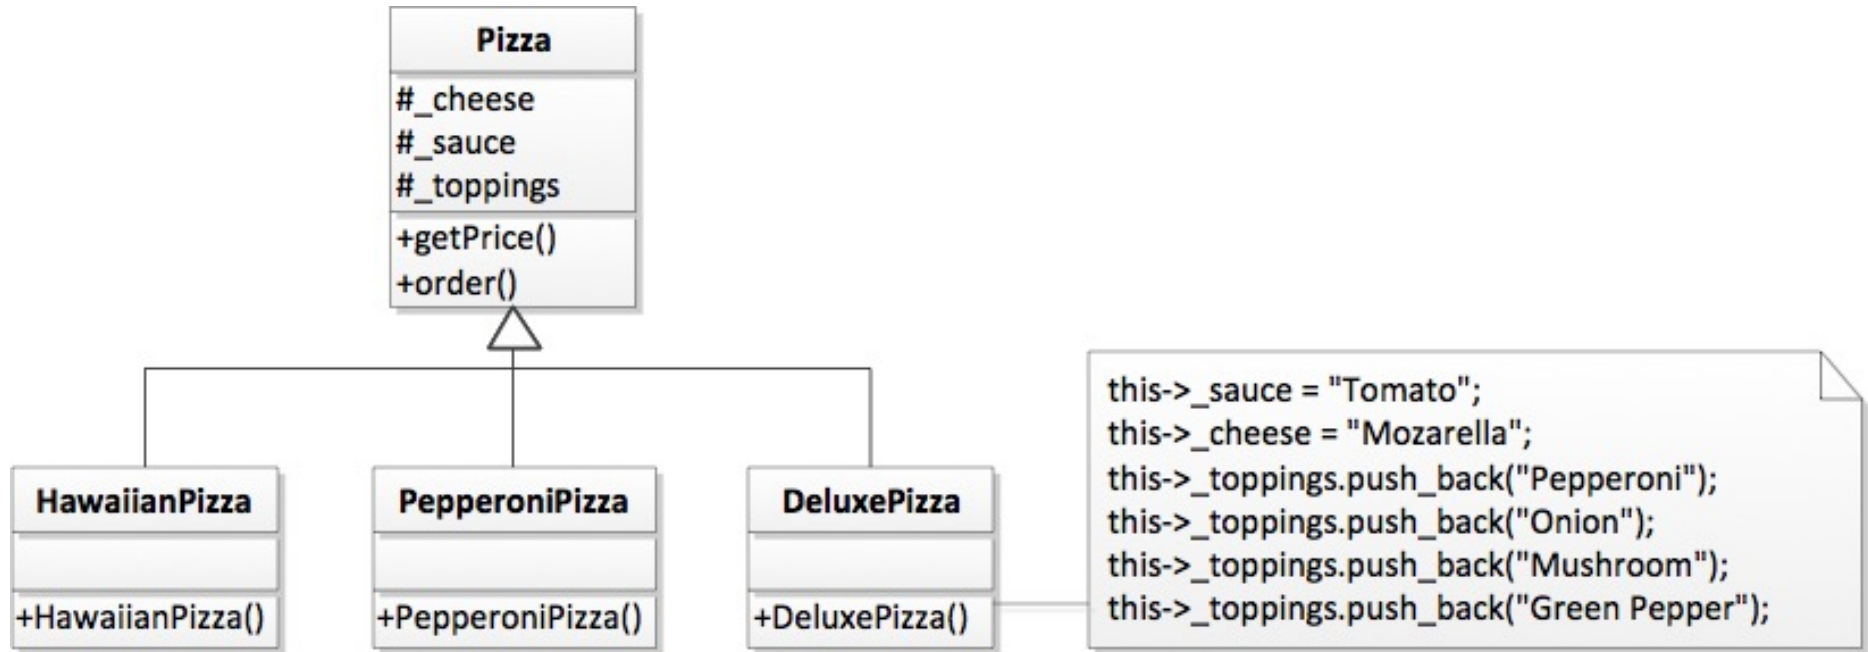 Pizza
#_cheese
#_sauce
#_toppings
+getPrice()
+order()
HawaiianPizza
+HawaiianPizza()
PepperoniPizza
+PepperoniPizza()
DeluxePizza
+DeluxePizza()
this->_sauce = "Tomato";
this->_cheese = "Mozarella";
this->_toppings.push_back("Pepperoni");
this->_toppings.push_back("Onion");
this->_toppings.push_back("Mushroom");
this->_toppings.push_back("Green Pepper");